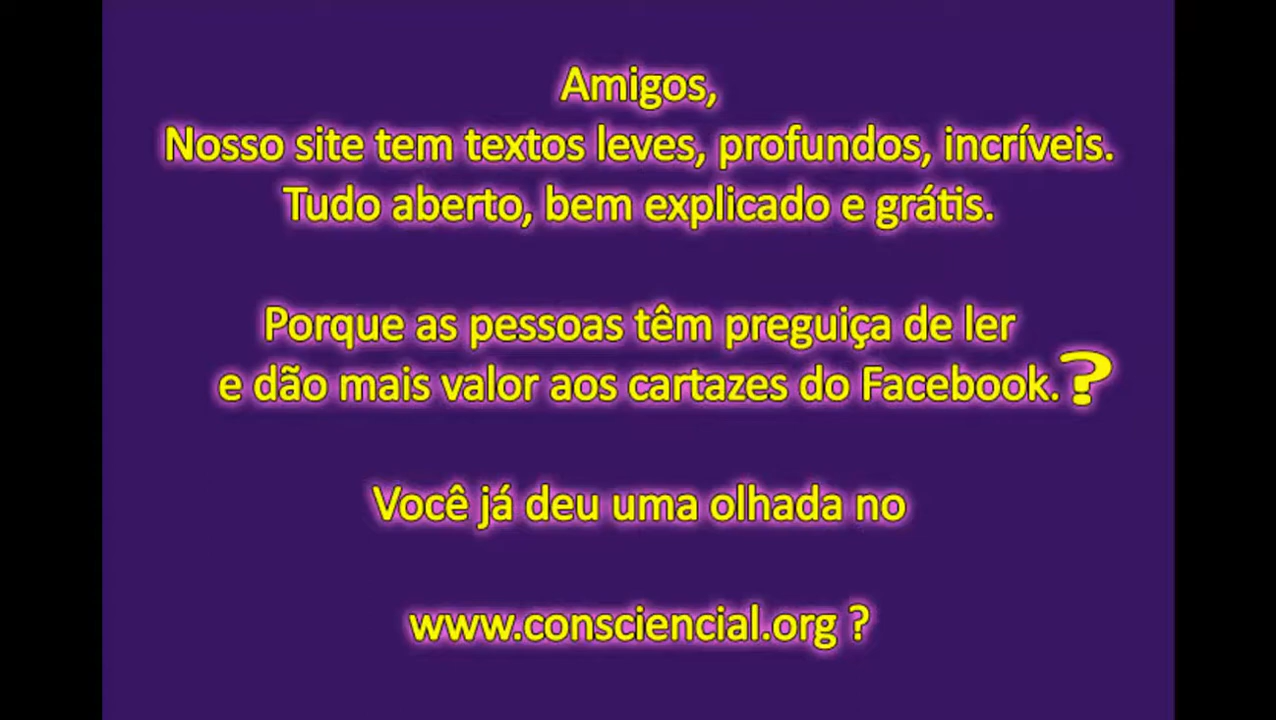 Amigos,
Nosso site tem textos leves, profundos, incríveis.
Tudo aberto, bem explicado e grátis.
Porque as pessoas têm preguiça de ler
e dão mais valor aos cartazes do Facebook.?
Você já deu uma olhada no
www.consciencial.org ?